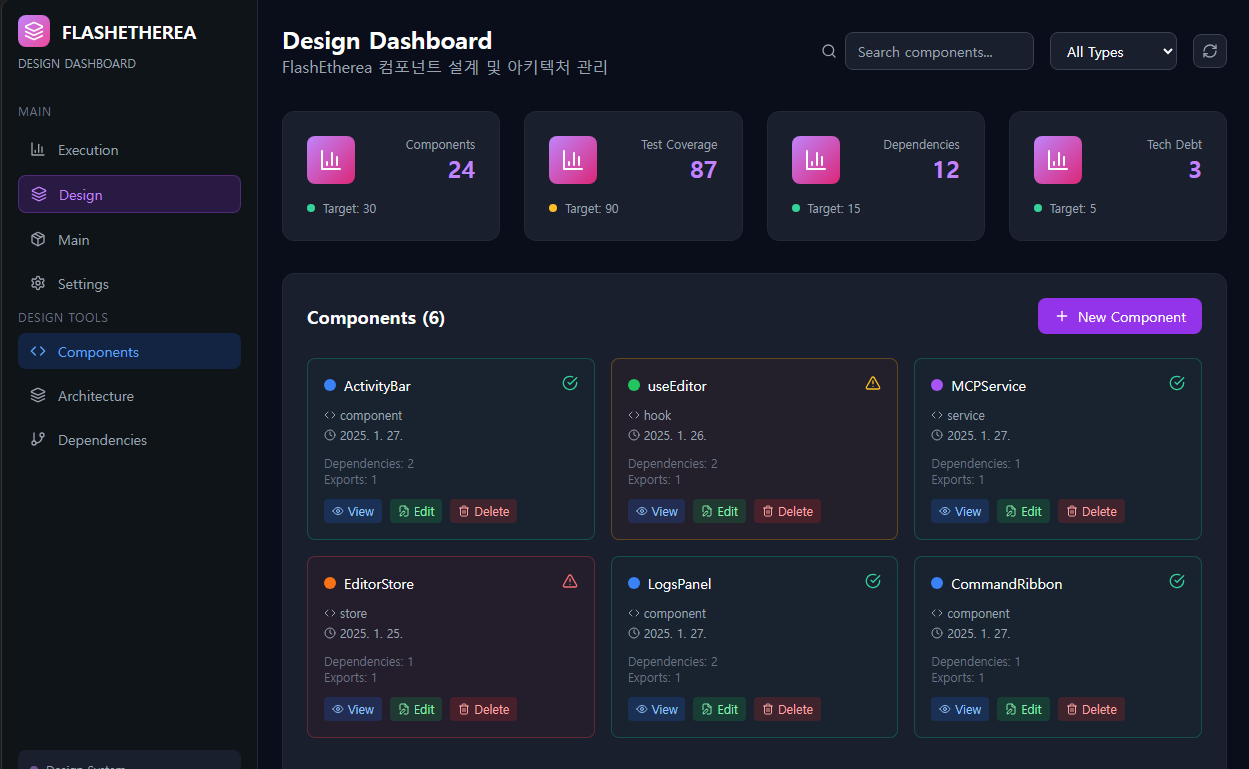 FLASHETHEREA
DESIGN DASHBOARD
MAIN
Execution
Design
Main
Settings
DESIGN TOOLS
Components
Architecture
Dependencies
Design System
Design Dashboard
FlashEtherea 컴포넌트 설계 및 아키텍처 관리
Search components...
All Types
Components
24
Target: 30
Test Coverage
87
Target: 90
Dependencies
12
Target: 15
Tech Debt
3
Target: 5
Components (6)
New Component
ActivityBar
component
2025. 1. 27.
Dependencies: 2
Exports: 1
View Edit Delete
useEditor
hook
2025. 1. 26.
Dependencies: 2
Exports: 1
View Edit Delete
MCPService
service
2025. 1. 27.
Dependencies: 1
Exports: 1
View Edit Delete
EditorStore
store
2025. 1. 25.
Dependencies: 1
Exports: 1
View Edit Delete
LogsPanel
component
2025. 1. 27.
Dependencies: 2
Exports: 1
View Edit Delete
CommandRibbon
component
2025. 1. 27.
Dependencies: 1
Exports: 1
View Edit Delete